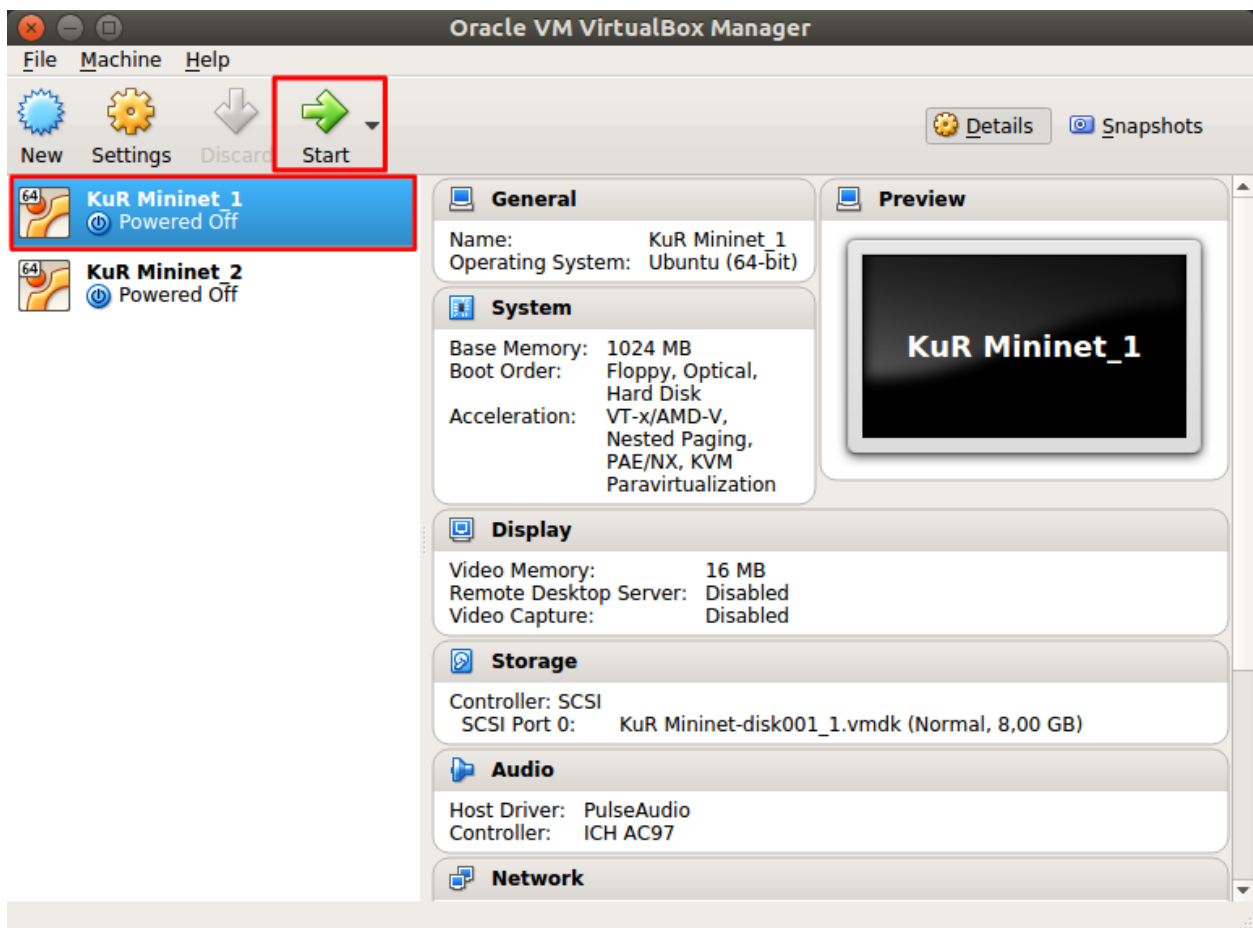 Oracle VM VirtualBox Manager
File Machine Help
New Settings Discard Start
Details Snapshots
64 KuR Mininet_1
Powered Off
64 KuR Mininet_2
Powered Off
General
Name: KuR Mininet_1
Operating System: Ubuntu (64-bit)
System
Base Memory: 1024 MB
Boot Order: Floppy, Optical,
Hard Disk
Acceleration: VT-x/AMD-V,
Nested Paging,
PAE/NX, KVM
Paravirtualization
Preview
KuR Mininet_1
Display
Video Memory: 16 MB
Remote Desktop Server: Disabled
Video Capture: Disabled
Storage
Controller: SCSI
SCSI Port 0: KuR Mininet-disk001_1.vmdk (Normal, 8,00 GB)
Audio
Host Driver: PulseAudio
Controller: ICH AC97
Network